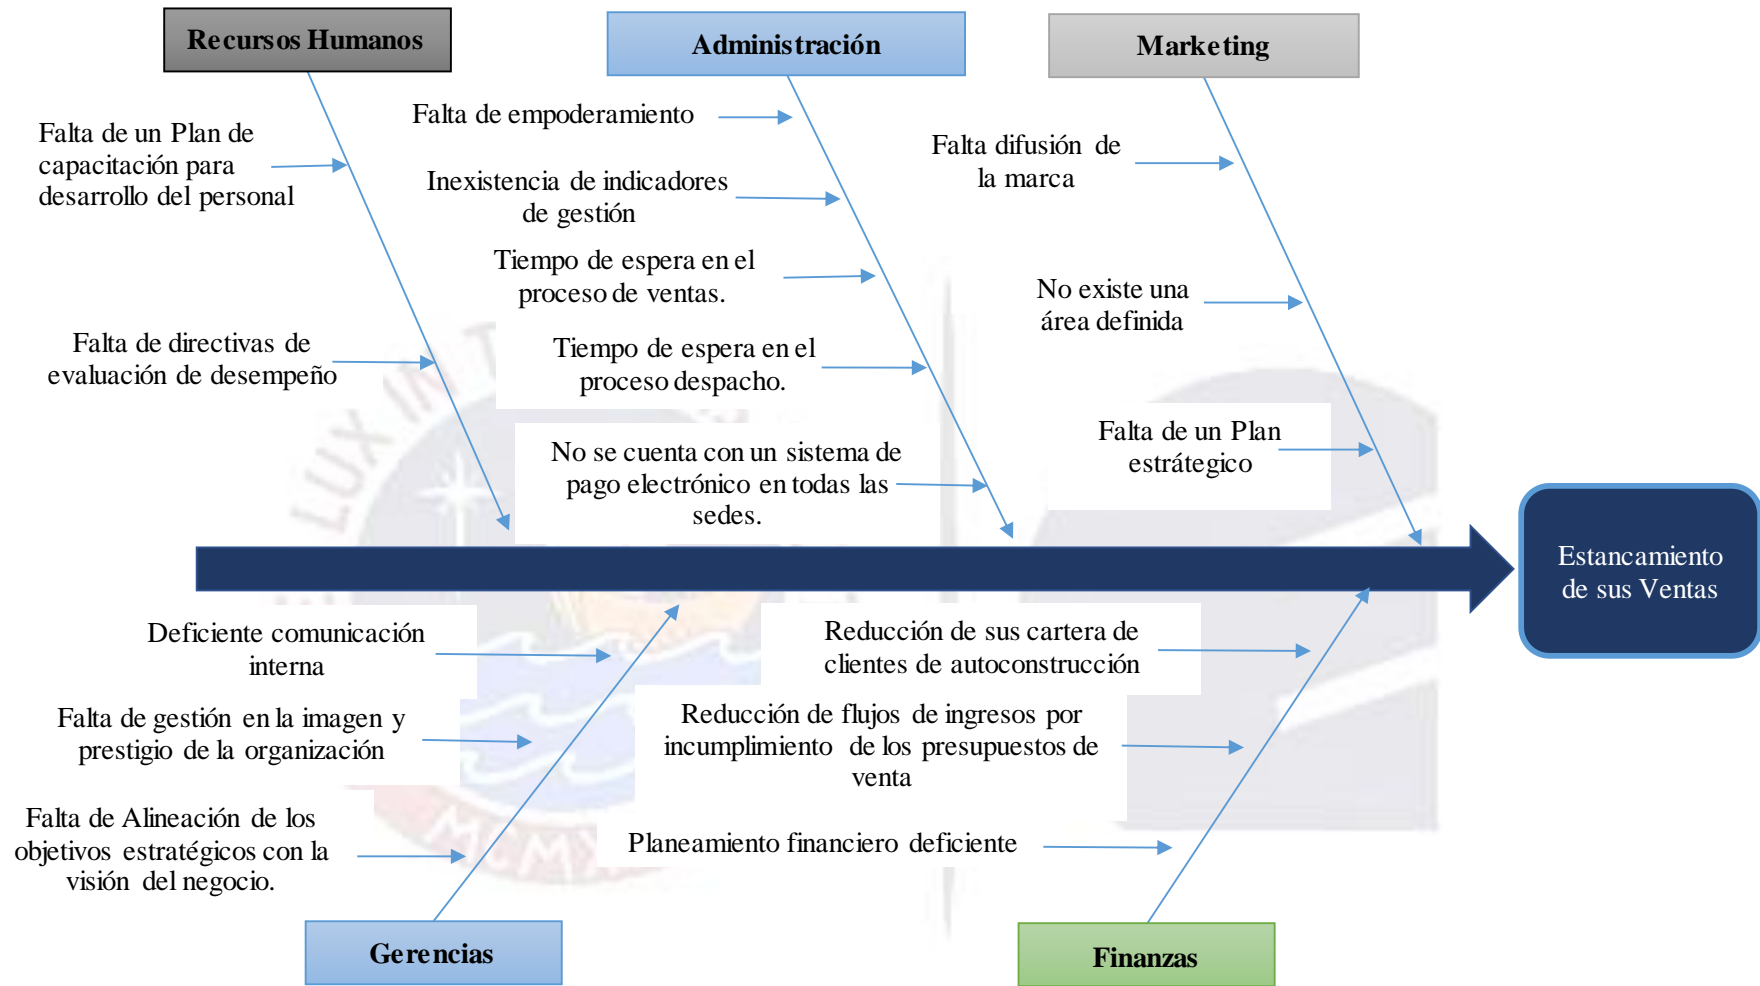 Recursos Humanos
Administración
Marketing
Falta de un Plan de
capacitación para
desarrollo del personal
Falta de directivas de
evaluación de desempeño
Falta de empoderamiento
Inexistencia de indicadores
de gestión
Tiempo de espera en el
proceso de ventas.
Tiempo de espera en el
proceso despacho.
No se cuenta con un sistema de
pago electrónico en todas las
sedes.
Falta difusión de
la marca
No existe una
área definida
Falta de un Plan
estrátegico
Estancamiento
de sus Ventas
Deficiente comunicación
interna
Falta de gestión en la imagen y
prestigio de la organización
Falta de Alineación de los
objetivos estratégicos con la
visión del negocio.
Reducción de sus cartera de
clientes de autoconstrucción
Reducción de flujos de ingresos por
incumplimiento de los presupuestos de
venta
Planeamiento financiero deficiente
Gerencias
Finanzas
LUX IN